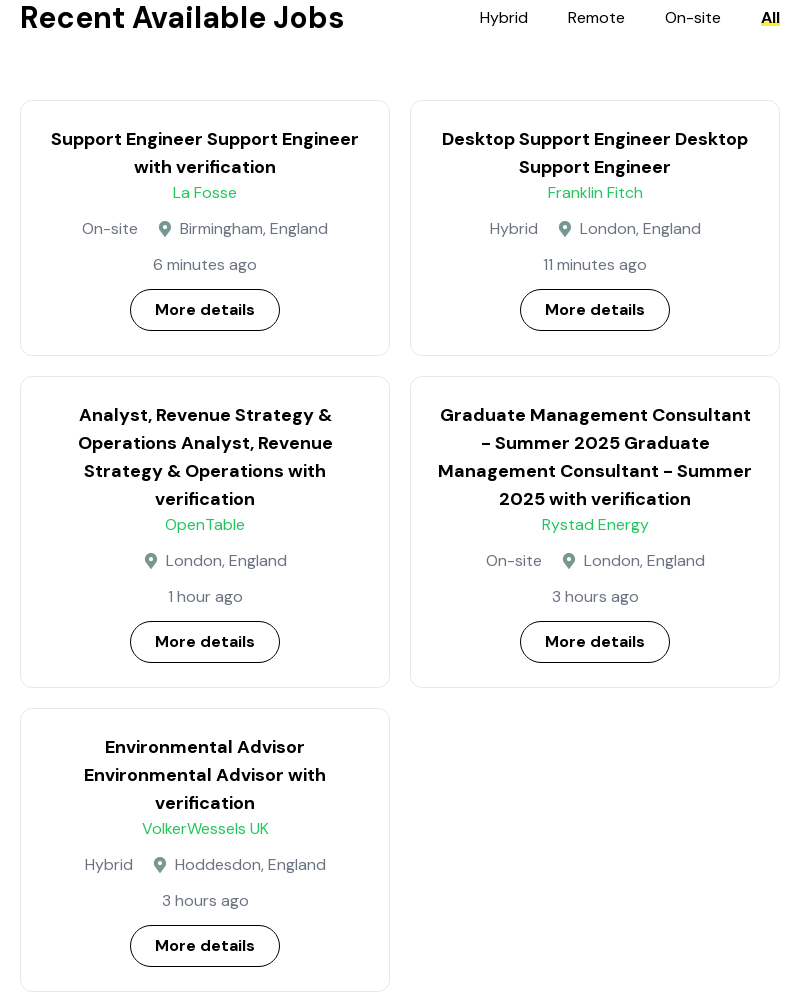 Recent Available Jobs
Hybrid Remote On-site All
Support Engineer Support Engineer
with verification
La Fosse
On-site Birmingham, England
6 minutes ago
More details
Desktop Support Engineer Desktop
Support Engineer
Franklin Fitch
Hybrid London, England
11 minutes ago
More details
Analyst, Revenue Strategy &
Operations Analyst, Revenue
Strategy & Operations with
verification
OpenTable
London, England
1 hour ago
More details
Graduate Management Consultant
– Summer 2025 Graduate
Management Consultant – Summer
2025 with verification
Rystad Energy
On-site London, England
3 hours ago
More details
Environmental Advisor
Environmental Advisor with
verification
VolkerWessels UK
Hybrid Hoddesdon, England
3 hours ago
More details